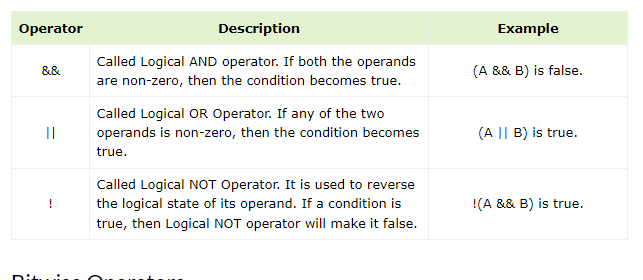 Operator Description Example
&& Called Logical AND operator. If both the operands
are non-zero, then the condition becomes true. (A && B) is false.
|| Called Logical OR Operator. If any of the two
operands is non-zero, then the condition becomes
true. (A || B) is true.
! Called Logical NOT Operator. It is used to reverse
the logical state of its operand. If a condition is
true, then Logical NOT operator will make it false. !(A && B) is true.
Bitwise Operators